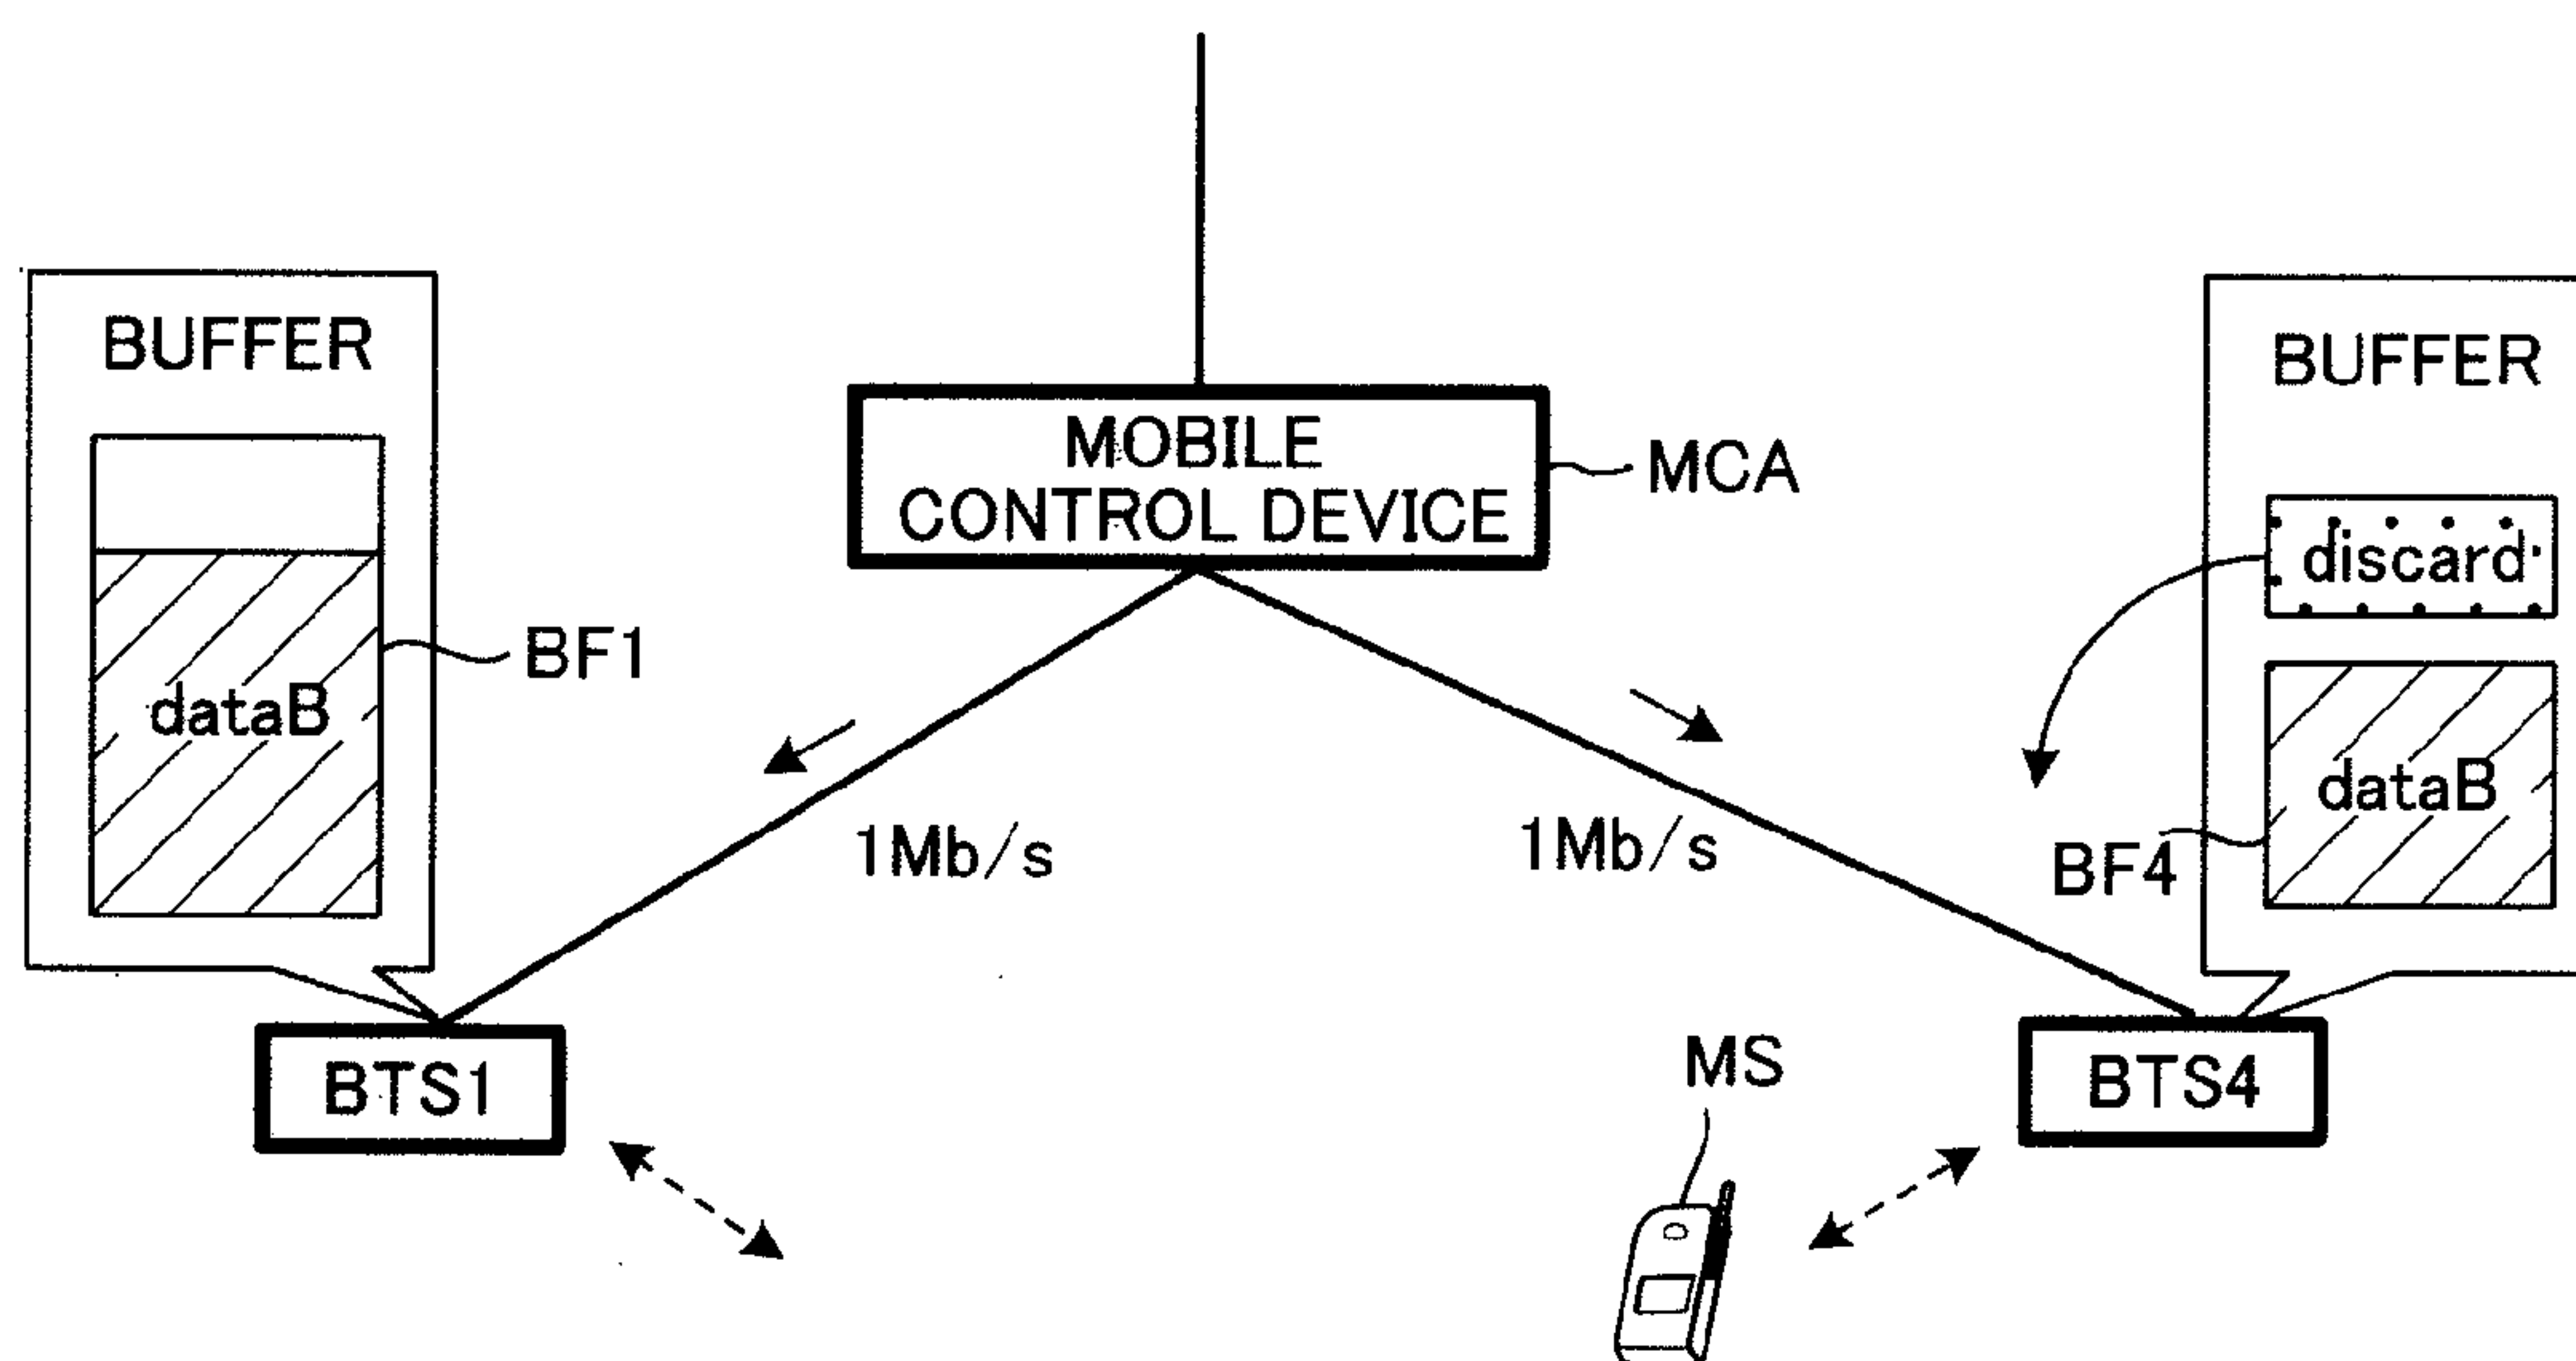 BUFFER
dataB
BF1
MOBILE
CONTROL DEVICE
MCA
1Mb/s
1Mb/s
BUFFER
discard
dataB
BF4
BTS1
MS
BTS4